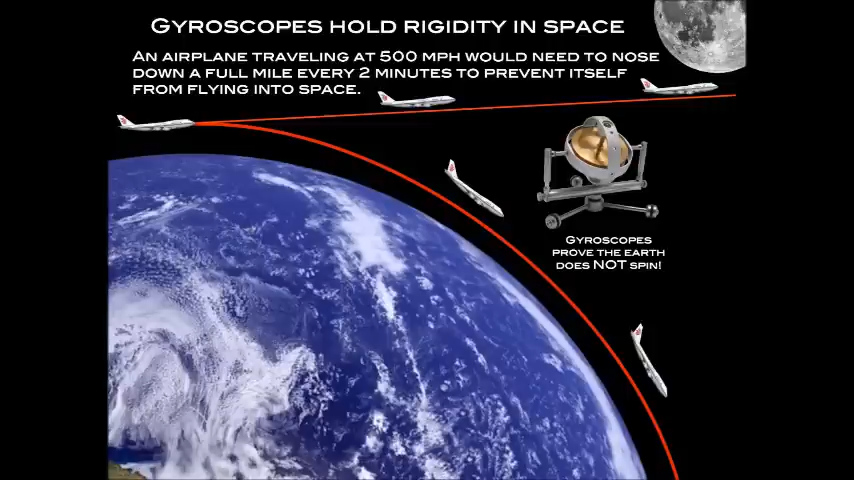 Gyroscopes hold rigidity in space
An airplane traveling at 500 mph would need to nose
down a full mile every 2 minutes to prevent itself
from flying into space.
Gyroscopes
prove the earth
does NOT spin!